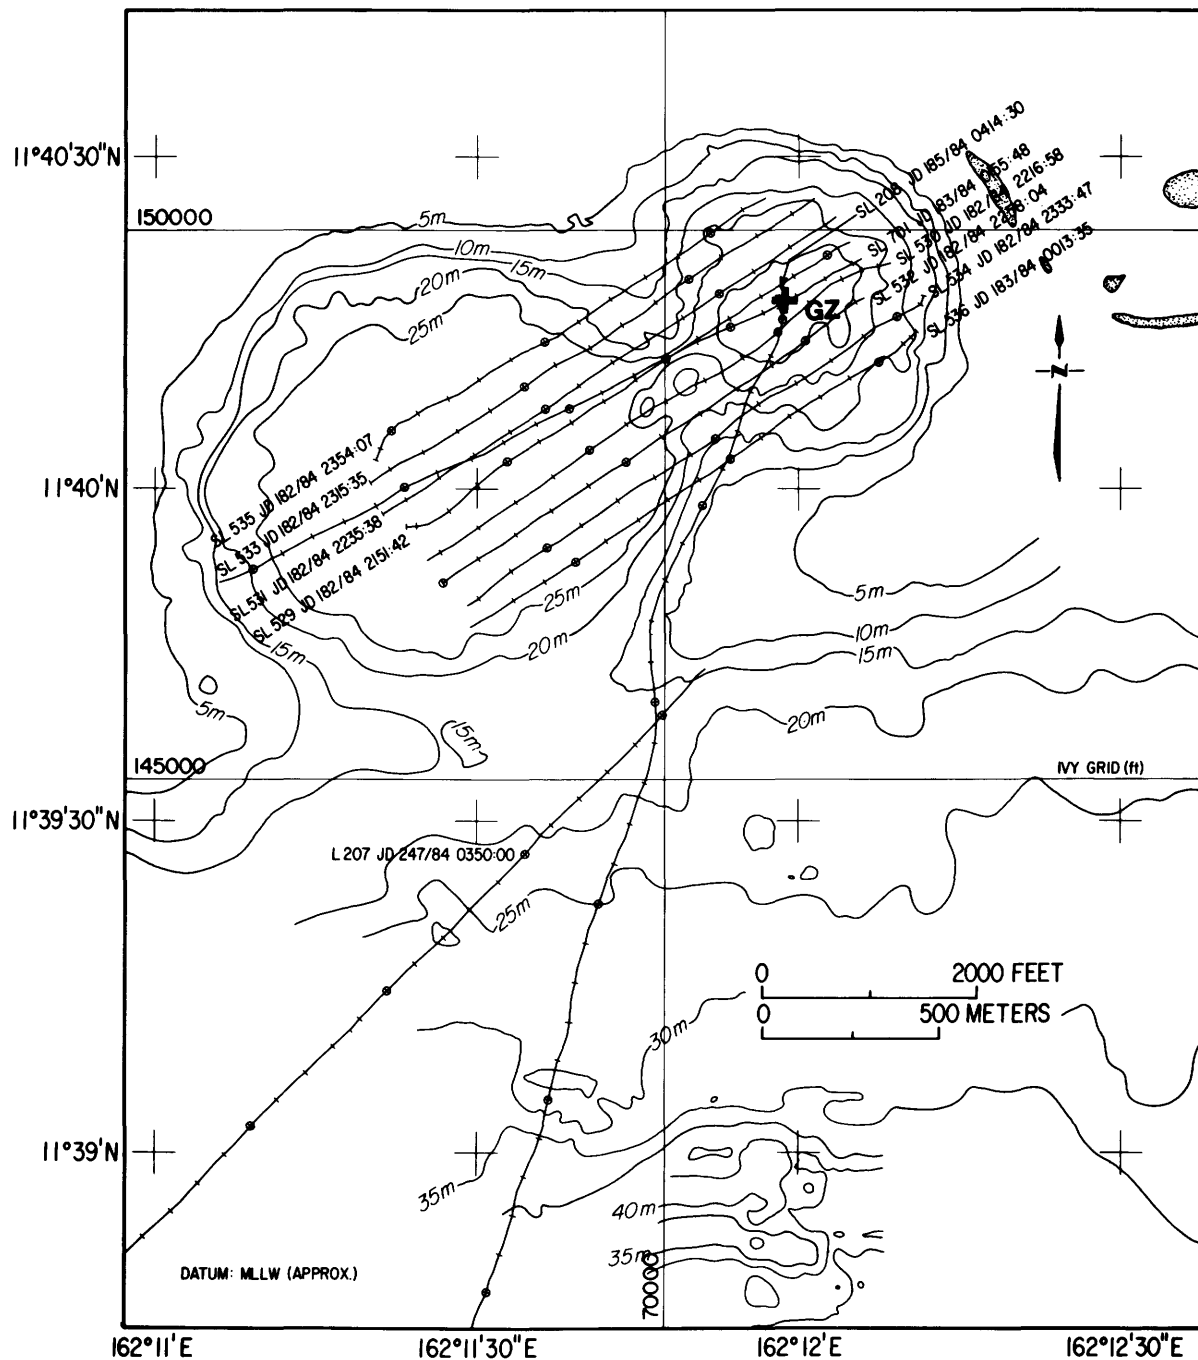 11°40'30"N
150000
5m
10m
15m
20m
25m
SL 208 JD 185/84 0414:30
SL 701 JD 183/84 0155:48
SL 530 JD 182/84 2216:58
SL 532 JD 182/84
SL 534 JD 182/84 2333:47
SL 536 JD 183/84 0013:35
GZ
N
11°40'N
SL 535 JD 182/84 2354:07
SL 533 JD 182/84 2315:35
SL 531 JD 182/84 2235:38
SL 529 JD 182/84 2151:42
15m
25m
20m
5m
10m
15m
5m
15m
20m
145000
IVY GRID (ft)
11°39'30"N
L 207 JD 247/84 0350:00
25m
0 2000 FEET
0 500 METERS
30m
11°39'N
35m
40m
35m
70000
DATUM: MLLW (APPROX.)
162°11'E
162°11'30"E
162°12'E
162°12'30"E